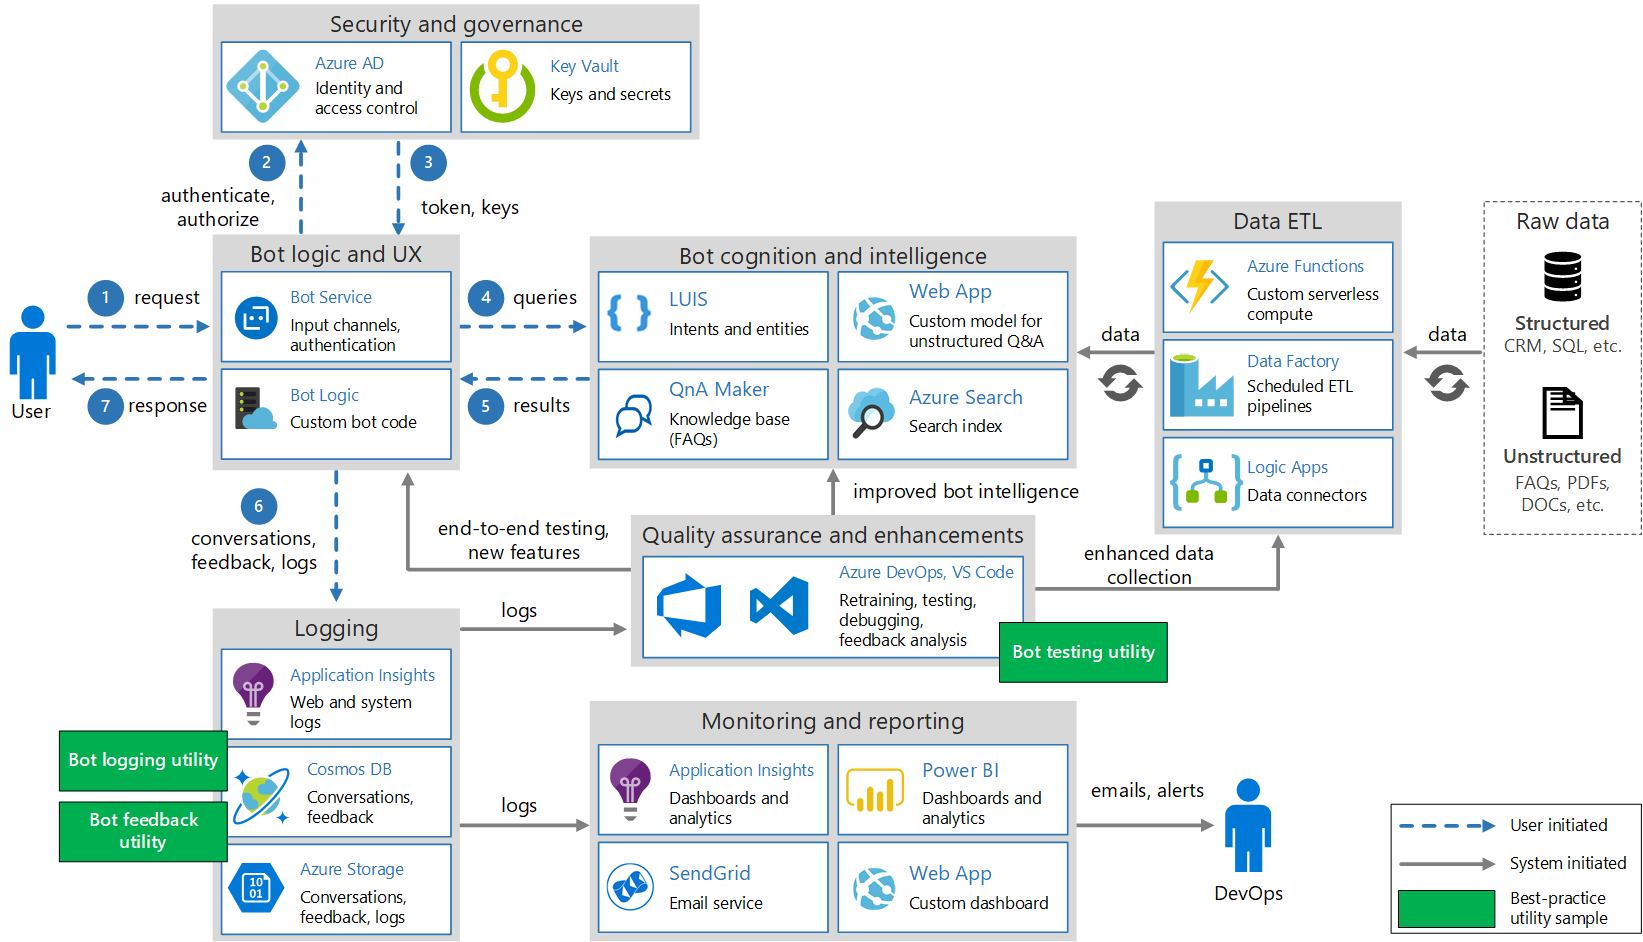 Security and governance
Azure AD
Identity and
access control
Key Vault
Keys and secrets
2
authenticate,
authorize
3
token, keys
Bot logic and UX
Bot Service
Input channels,
authentication
Bot Logic
Custom bot code
1
request
User
7
response
4
queries
5
results
Bot cognition and intelligence
LUIS
Intents and entities
Web App
Custom model for
unstructured Q&A
QnA Maker
Knowledge base
(FAQs)
Azure Search
Search index
data
Data ETL
Azure Functions
Custom serverless
compute
Data Factory
Scheduled ETL
pipelines
Logic Apps
Data connectors
data
Raw data
Structured
CRM, SQL, etc.
Unstructured
FAQs, PDFs,
DOCs, etc.
6
conversations,
feedback, logs
end-to-end testing,
new features
improved bot intelligence
Quality assurance and enhancements
Azure DevOps, VS Code
Retraining, testing,
debugging,
feedback analysis
Bot testing utility
enhanced data
collection
Logging
Application Insights
Web and system
logs
Cosmos DB
Conversations,
feedback
Azure Storage
10
01
Conversations,
feedback, logs
Bot logging utility
Bot feedback
utility
logs
logs
Monitoring and reporting
Application Insights
Dashboards and
analytics
Power BI
Dashboards and
analytics
SendGrid
Email service
Web App
Custom dashboard
emails, alerts
DevOps
User initiated
System initiated
Best-practice
utility sample